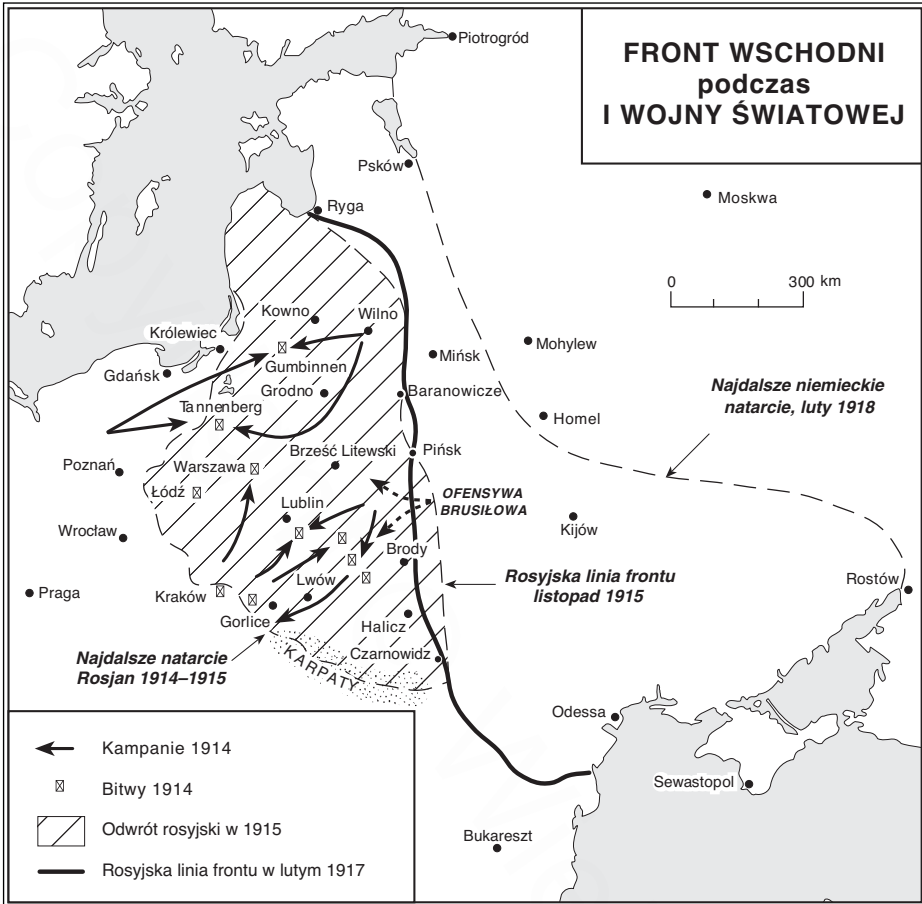 FRONT WSCHODNI
podczas
I WOJNY ŚWIATOWEJ
Piotrogród
Psków
Moskwa
Ryga
0 300 km
Kowno
Wilno
Królewiec
Gumbinnen
Mińsk
Mohylew
Gdańsk
Grodno
Baranowicze
Najdalsze niemieckie
natarcie, luty 1918
Tannenberg
Homel
Poznań
Warszawa
Brześć Litewski
Pińsk
Łódź
Lublin
OFENSYWA
BRUSIŁOWA
Wrocław
Kijów
Brody
Praga
Kraków
Lwów
Rosyjska linia frontu
listopad 1915
Rostów
Gorlice
Halicz
Czarnowidz
Najdalsze natarcie
Rosjan 1914–1915
KARPATY
Odessa
Sewastopol
Bukareszt
Kampanie 1914
Bitwy 1914
Odwrót rosyjski w 1915
Rosyjska linia frontu w lutym 1917